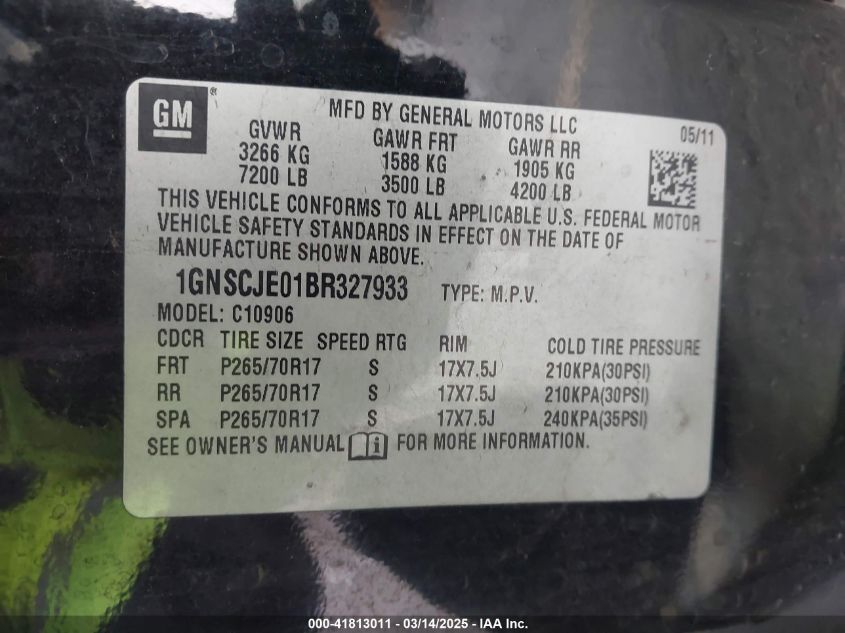 GM®
MFD BY GENERAL MOTORS LLC
05/11
GVWR GAWR FRT GAWR RR
3266 KG 1588 KG 1905 KG
7200 LB 3500 LB 4200 LB
THIS VEHICLE CONFORMS TO ALL APPLICABLE U.S. FEDERAL MOTOR
VEHICLE SAFETY STANDARDS IN EFFECT ON THE DATE OF
MANUFACTURE SHOWN ABOVE.
1GNSCJE01BR327933 TYPE: M.P.V.
MODEL: C10906
CDCR TIRE SIZE SPEED RTG RIM COLD TIRE PRESSURE
FRT P265/70R17 S 17X7.5J 210KPA(30PSI)
RR P265/70R17 S 17X7.5J 210KPA(30PSI)
SPA P265/70R17 S 17X7.5J 240KPA(35PSI)
SEE OWNER'S MANUAL FOR MORE INFORMATION.
000-41813011 - 03/14/2025 - IAA Inc.